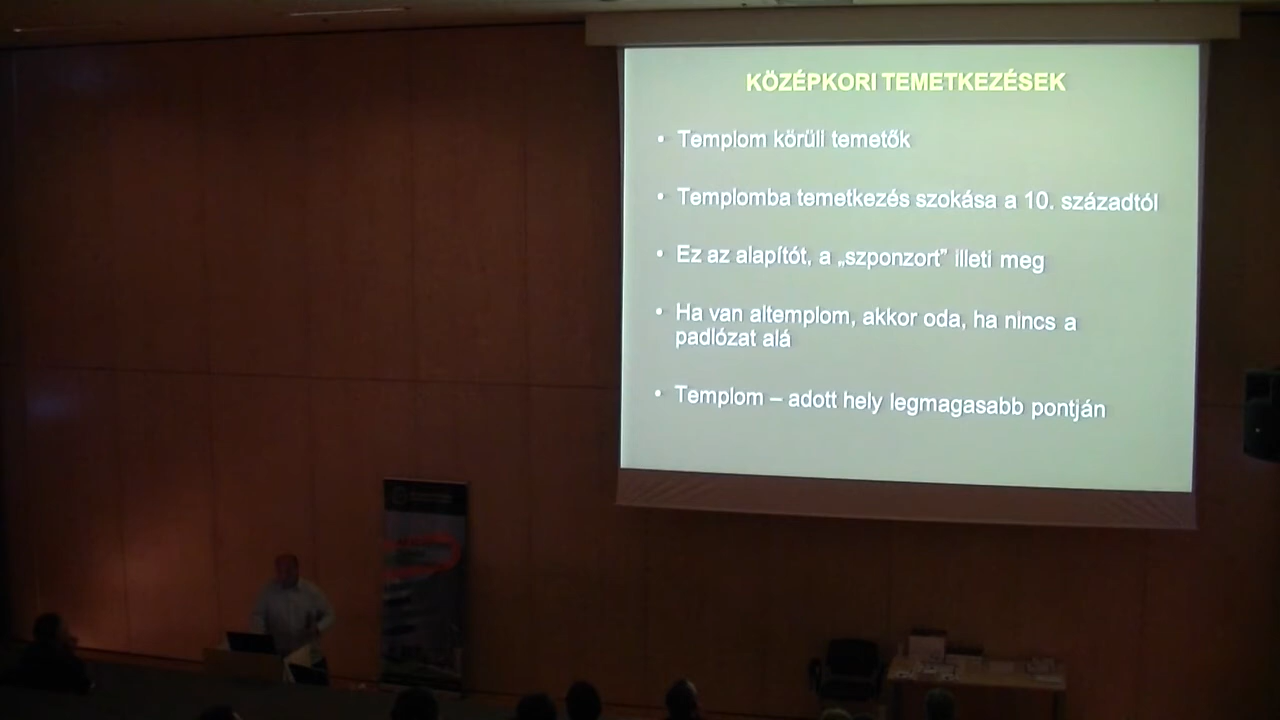 KÖZÉPKORI TEMETKEZÉSEK
• Templom körüli temetők
• Templomba temetkezés szokása a 10. századtól
• Ez az alapítót, a „szponzort” illeti meg
• Ha van altemplom, akkor oda, ha nincs a
padlózat alá
• Templom – adott hely legmagasabb pontján